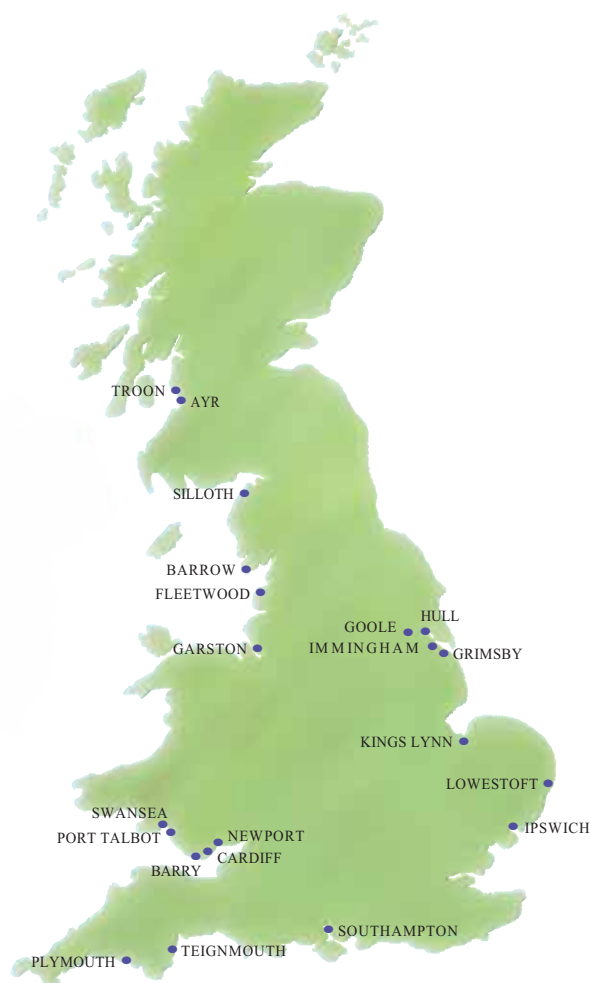 TROON
AYR
SILLOTH
BARROW
FLEETWOOD
HULL
GOOLE
IMMINGHAM
GARSTON
GRIMSBY
KINGS LYNN
LOWESTOFT
SWANSEA
IPSWICH
NEWPORT
PORT TALBOT
CARDIFF
BARRY
SOUTHAMPTON
TEIGNMOUTH
PLYMOUTH